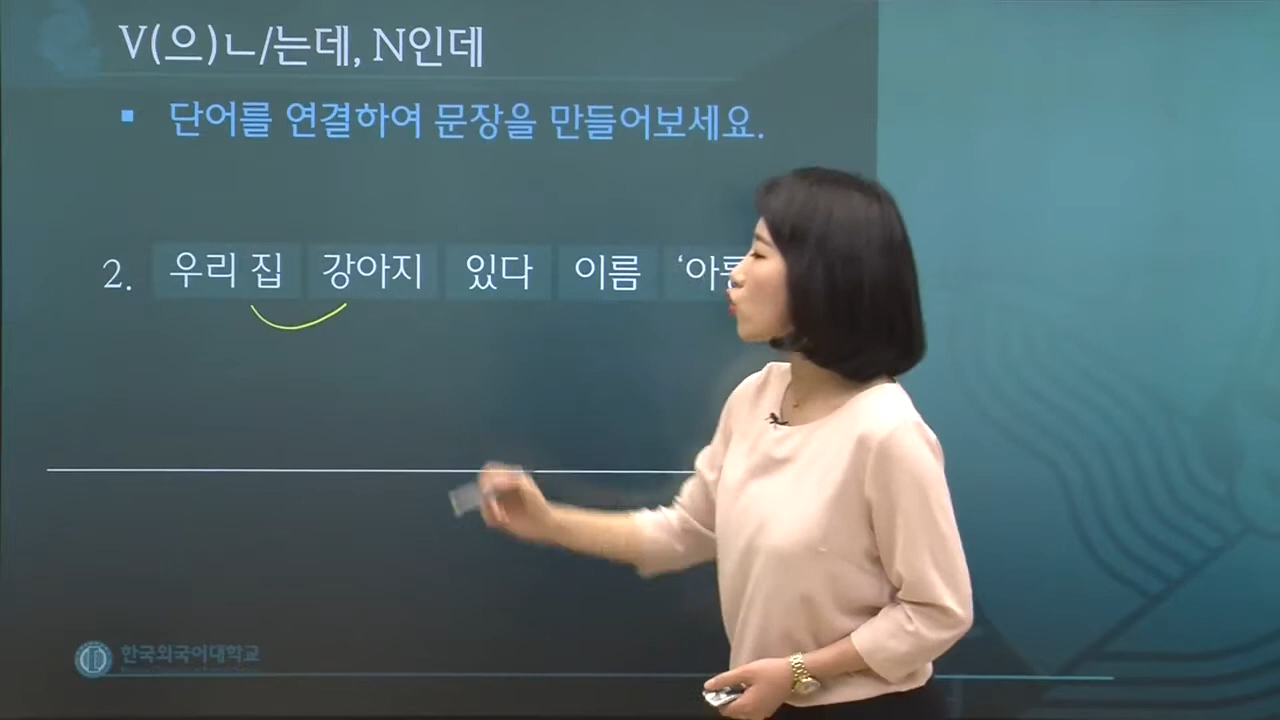 V(으)ㄴ/는데, N인데
▪ 단어를 연결하여 문장을 만들어보세요.
2. 우리 집 강아지 있다 이름
한국외국어대학교